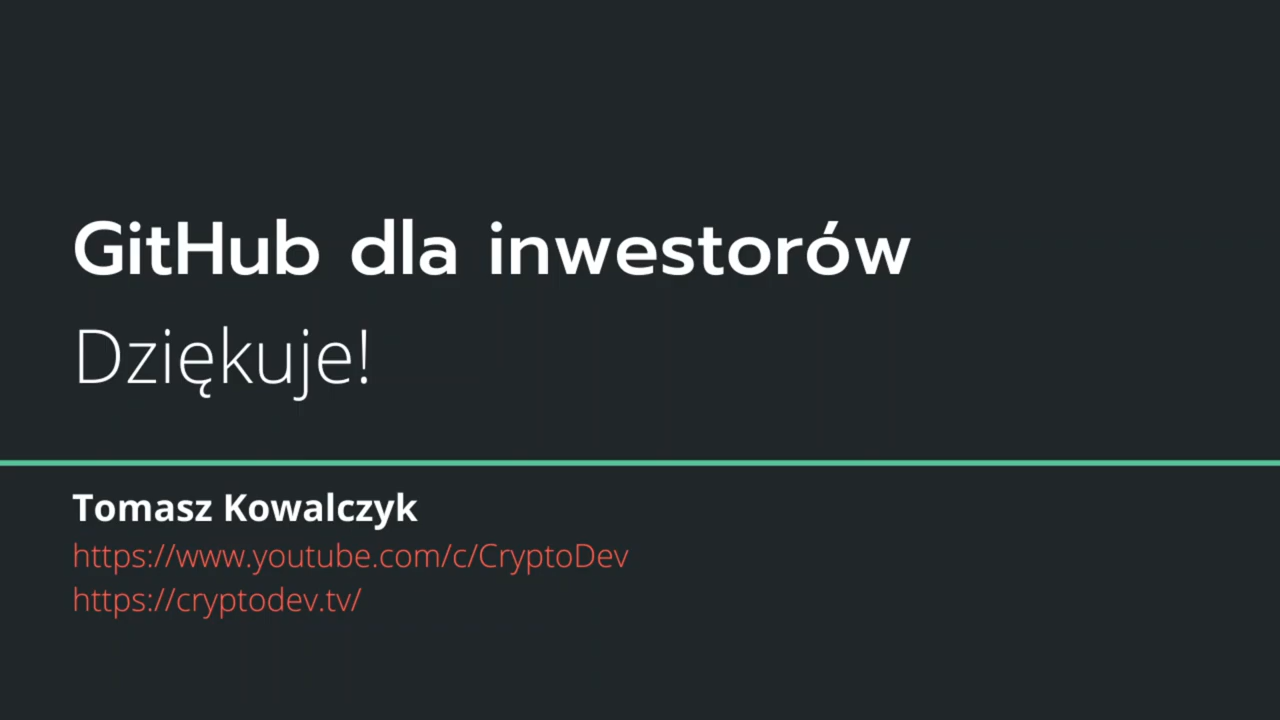 GitHub dla inwestorów
Dziękuje!
Tomasz Kowalczyk
https://www.youtube.com/c/CryptoDev
https://cryptodev.tv/